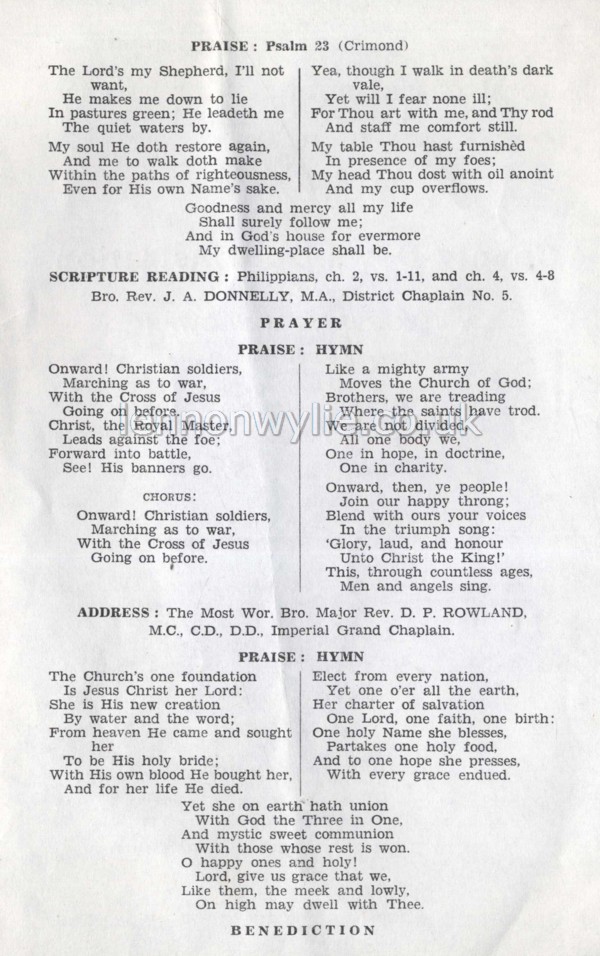 PRAISE : Psalm 23 (Crimond)
The Lord's my Shepherd, I'll not
want,
He makes me down to lie
In pastures green; He leadeth me
The quiet waters by.
My soul He doth restore again,
And me to walk doth make
Within the paths of righteousness,
Even for His own Name's sake.
Yea, though I walk in death's dark
vale,
Yet will I fear none ill;
For Thou art with me, and Thy rod
And staff me comfort still.
My table Thou hast furnishèd
In presence of my foes;
My head Thou dost with oil anoint
And my cup overflows.
Goodness and mercy all my life
Shall surely follow me;
And in God's house for evermore
My dwelling-place shall be.
SCRIPTURE READING : Philippians, ch. 2, vs. 1-11, and ch. 4, vs. 4-8
Bro. Rev. J. A. DONNELLY, M.A., District Chaplain No. 5.
PRAYER
PRAISE : HYMN
Onward! Christian soldiers,
Marching as to war,
With the Cross of Jesus
Going on before.
Christ, the Royal Master,
Leads against the foe;
Forward into battle,
See! His banners go.
CHORUS:
Onward! Christian soldiers,
Marching as to war,
With the Cross of Jesus
Going on before.
Like a mighty army
Moves the Church of God;
Brothers, we are treading
Where the saints have trod.
We are not divided,
All one body we,
One in hope, in doctrine,
One in charity.
Onward, then, ye people!
Join our happy throng;
Blend with ours your voices
In the triumph song:
'Glory, laud, and honour
Unto Christ the King!'
This, through countless ages,
Men and angels sing.
lennonwylie.co.uk
ADDRESS : The Most Wor. Bro. Major Rev. D. P. ROWLAND,
M.C., C.D., D.D., Imperial Grand Chaplain.
PRAISE : HYMN
The Church's one foundation
Is Jesus Christ her Lord:
She is His new creation
By water and the word;
From heaven He came and sought
her
To be His holy bride;
With His own blood He bought her,
And for her life He died.
Elect from every nation,
Yet one o'er all the earth,
Her charter of salvation
One Lord, one faith, one birth:
One holy Name she blesses,
Partakes one holy food,
And to one hope she presses,
With every grace endued.
Yet she on earth hath union
With God the Three in One,
And mystic sweet communion
With those whose rest is won.
O happy ones and holy!
Lord, give us grace that we,
Like them, the meek and lowly,
On high may dwell with Thee.
BENEDICTION